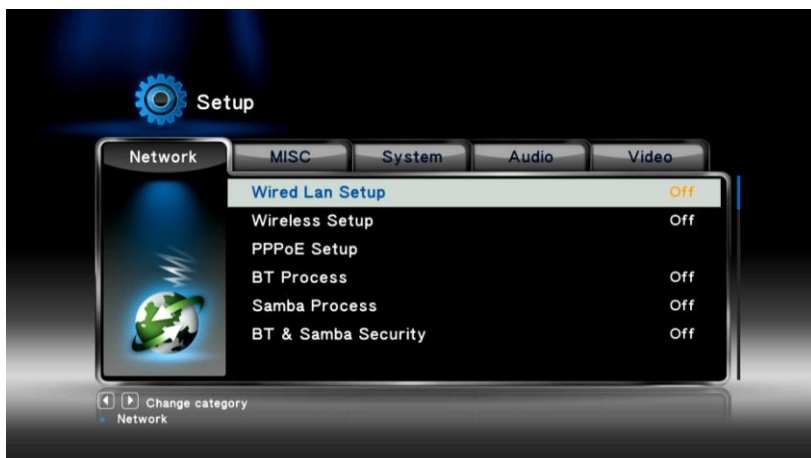 Setup
Network MISC System Audio Video
Wired Lan Setup Off
Wireless Setup Off
PPPoE Setup
BT Process Off
Samba Process Off
BT & Samba Security Off
Change category
Network